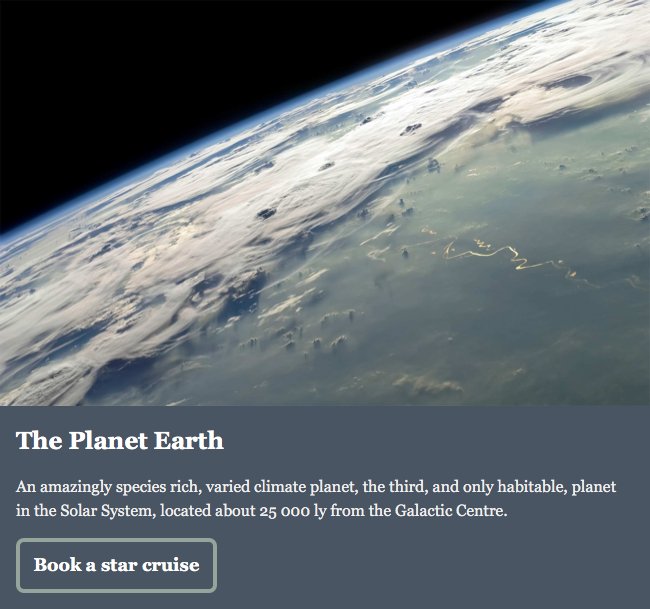 The Planet Earth
An amazingly species rich, varied climate planet, the third, and only habitable, planet
in the Solar System, located about 25 000 ly from the Galactic Centre.
Book a star cruise